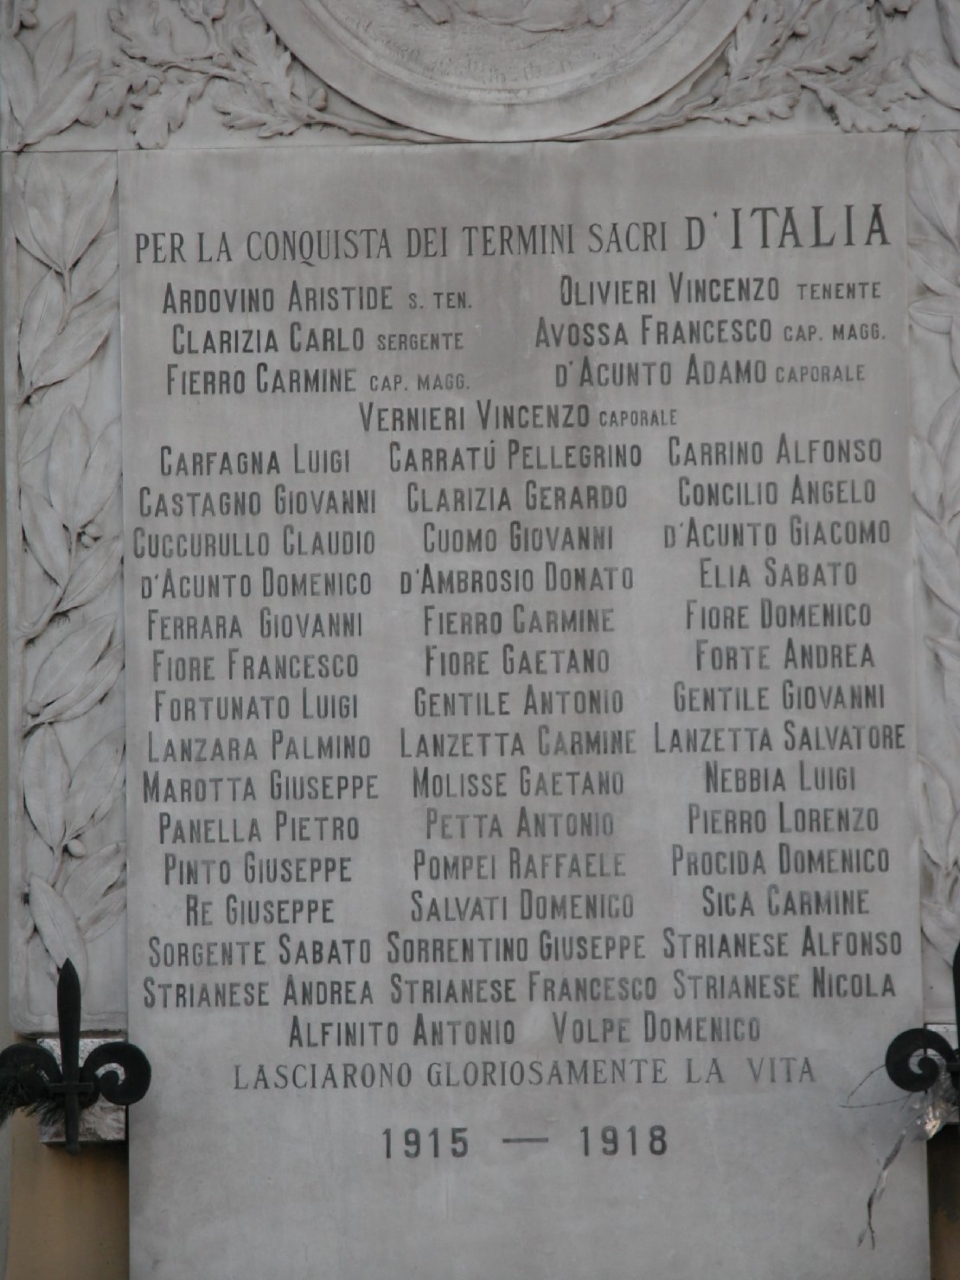 PER LA CONQUISTA DEI TERMINI SACRI D'ITALIA
ARDOVINO ARISTIDE S. TEN. OLIVIERI VINCENZO TENENTE
CLARIZIA CARLO SERGENTE AVOSSA FRANCESCO CAP. MAGG.
FIERRO CARMINE CAP. MAGG. D'ACUNTO ADAMO CAPORALE
VERNIERI VINCENZO CAPORALE
CARFAGNA LUIGI CARRATÚ PELLEGRINO CARRINO ALFONSO
CASTAGNO GIOVANNI CLARIZIA GERARDO CONCILIO ANGELO
CUCCURULLO CLAUDIO CUOMO GIOVANNI D'ACUNTO GIACOMO
D'ACUNTO DOMENICO D'AMBROSIO DONATO ELIA SABATO
FERRARA GIOVANNI FIERRO CARMINE FIORE DOMENICO
FIORE FRANCESCO FIORE GAETANO FORTE ANDREA
FORTUNATO LUIGI GENTILE ANTONIO GENTILE GIOVANNI
LANZARA PALMINO LANZETTA CARMINE LANZETTA SALVATORE
MAROTTA GIUSEPPE MOLISSE GAETANO NEBBIA LUIGI
PANELLA PIETRO PETTA ANTONIO PIERRO LORENZO
PINTO GIUSEPPE POMPEI RAFFAELE PROCIDA DOMENICO
RE GIUSEPPE SALVATI DOMENICO SICA CARMINE
SORGENTE SABATO SORRENTINO GIUSEPPE STRIANESE ALFONSO
STRIANESE ANDREA STRIANESE FRANCESCO STRIANESE NICOLA
ALFINITO ANTONIO VOLPE DOMENICO
LASCIARONO GLORIOSAMENTE LA VITA
1915 — 1918